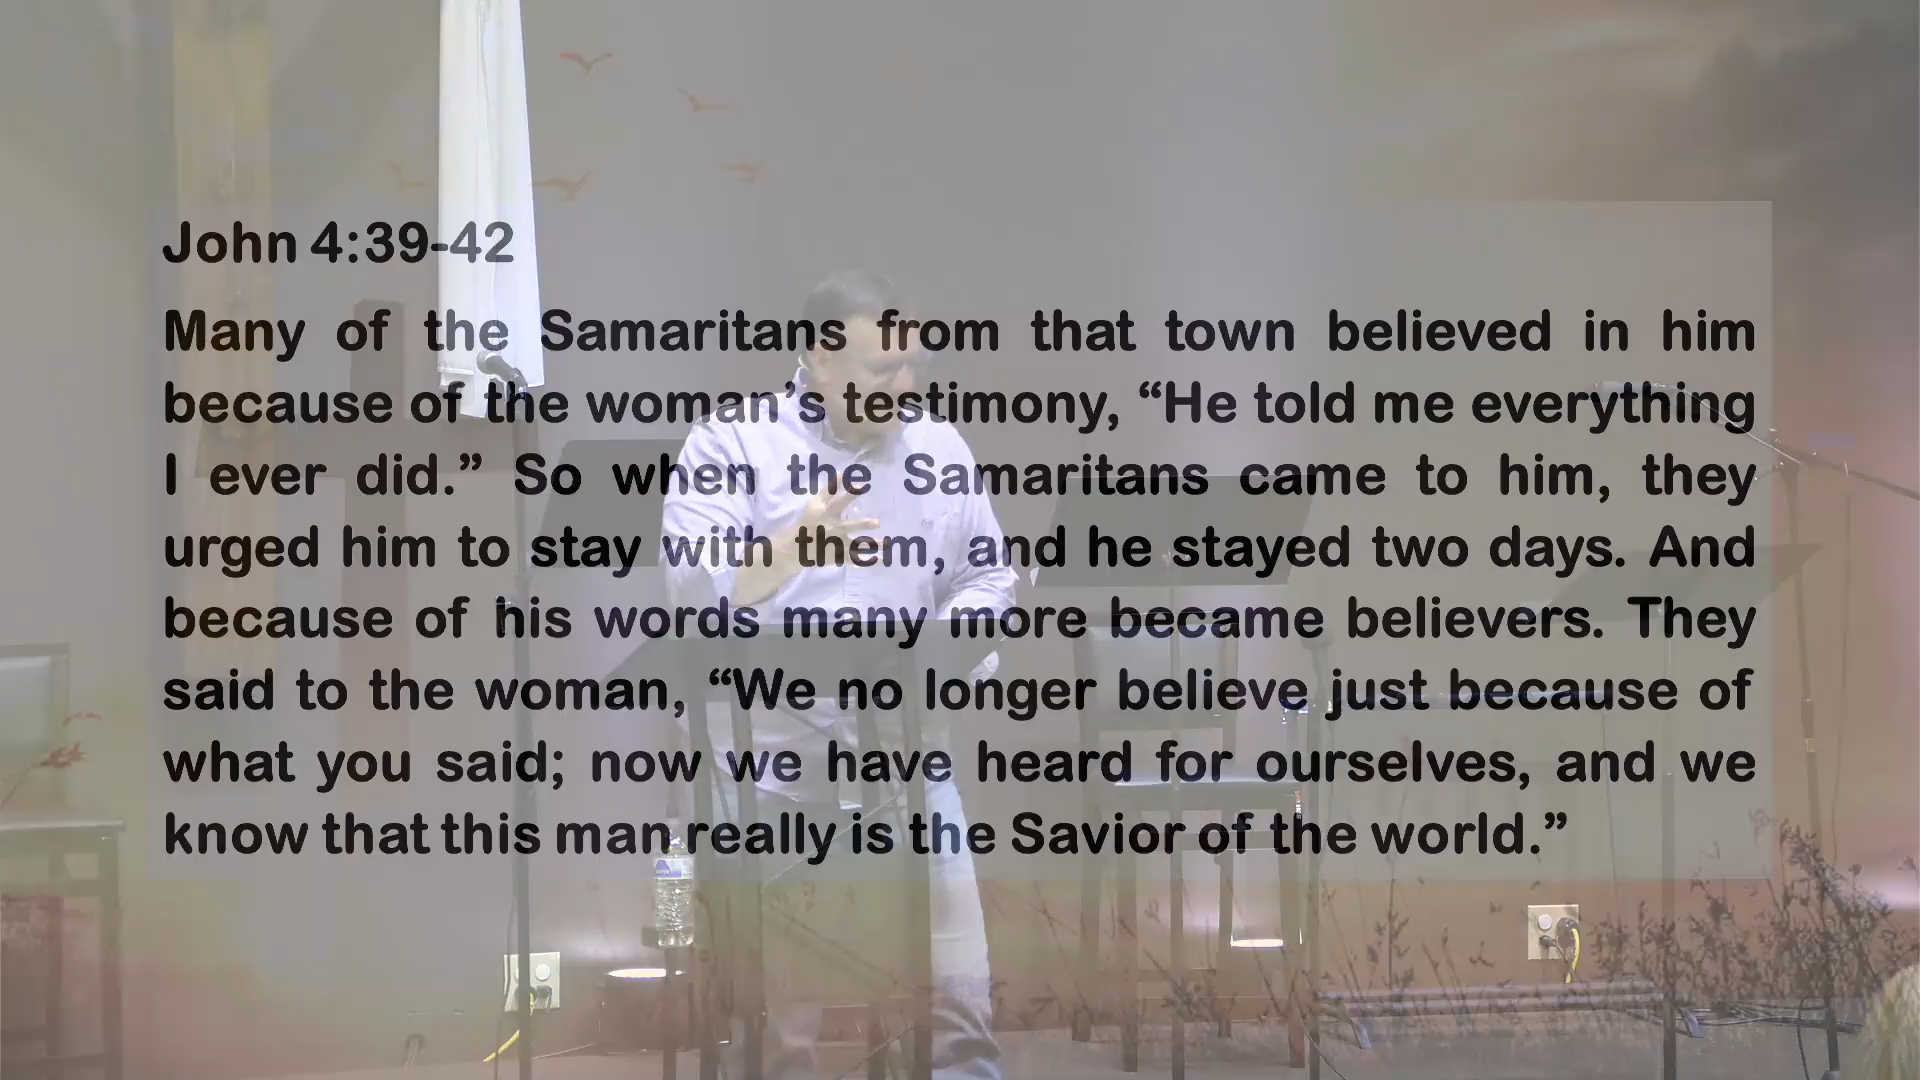 John 4:39-42
Many of the Samaritans from that town believed in him
because of the woman’s testimony, “He told me everything
I ever did.” So when the Samaritans came to him, they
urged him to stay with them, and he stayed two days. And
because of his words many more became believers. They
said to the woman, “We no longer believe just because of
what you said; now we have heard for ourselves, and we
know that this man really is the Savior of the world.”